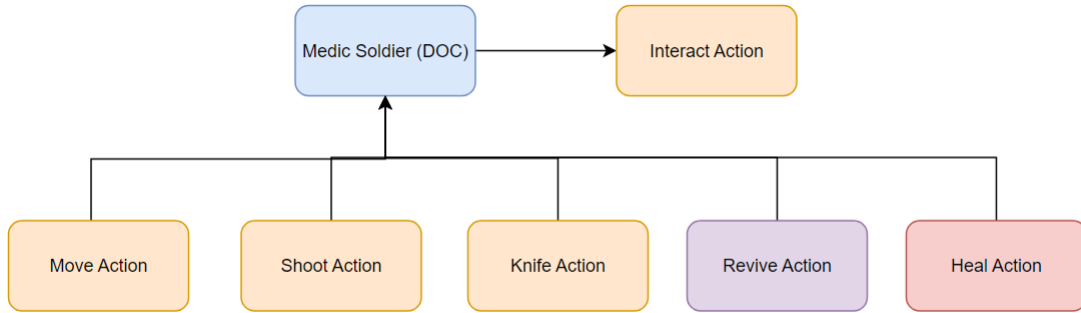 Medic Soldier (DOC)
Interact Action
Move Action
Shoot Action
Knife Action
Revive Action
Heal Action